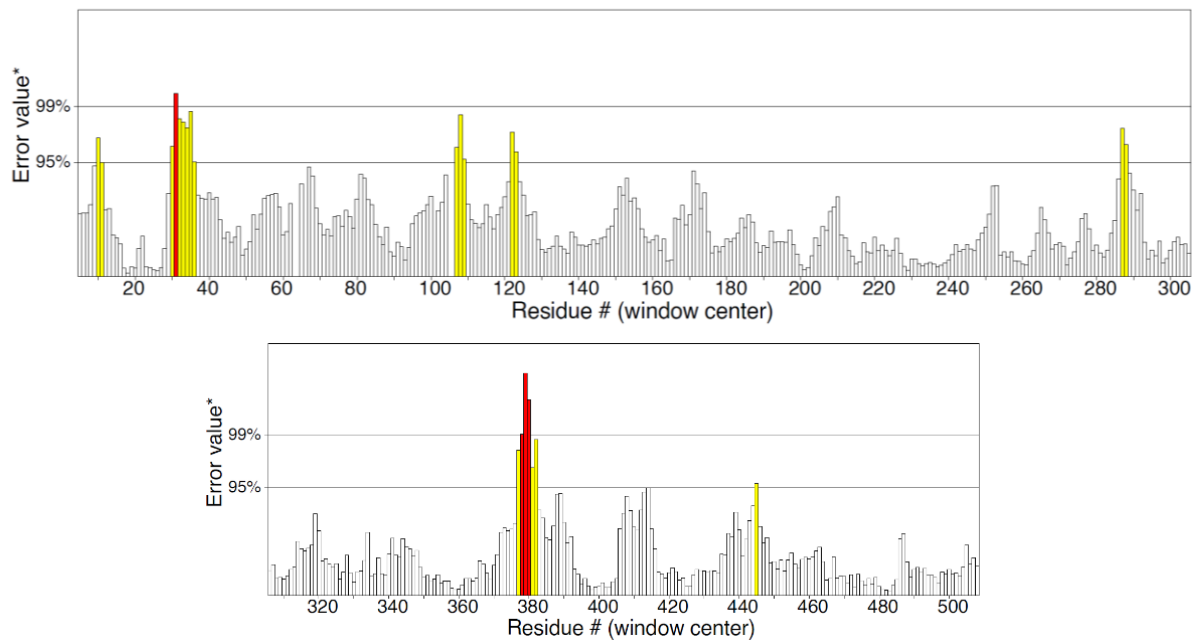 Error value*
99%
95%
20 40 60 80 100 120 140 160 180 200 220 240 260 280 300
Residue # (window center)
Error value*
99%
95%
320 340 360 380 400 420 440 460 480 500
Residue # (window center)